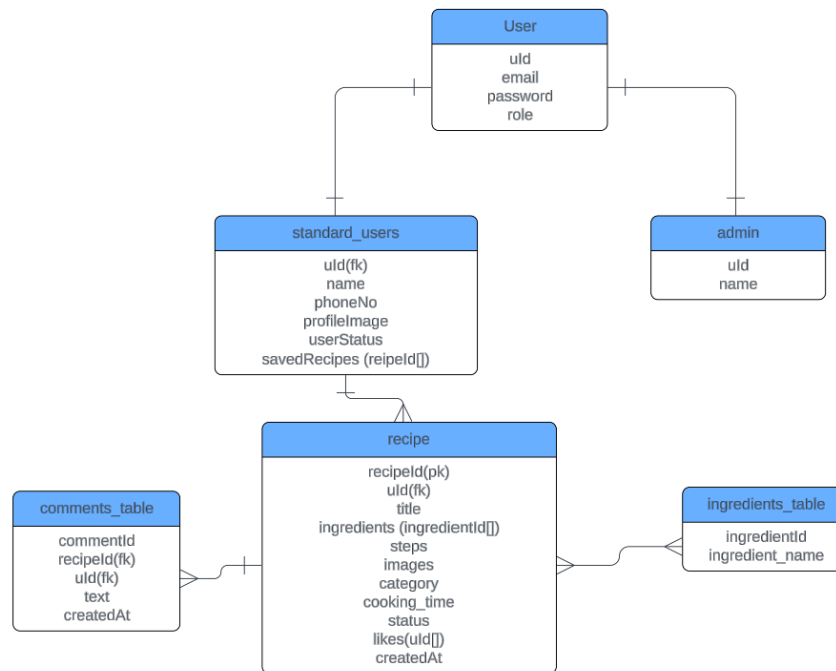 User
uId
email
password
role
standard_users
uId(fk)
name
phoneNo
profileImage
userStatus
savedRecipes (reipeId[])
admin
uId
name
recipe
recipeId(pk)
uId(fk)
title
ingredients (ingredientId[])
steps
images
category
cooking_time
status
likes(uId[])
createdAt
comments_table
commentId
recipeId(fk)
uId(fk)
text
createdAt
ingredients_table
ingredientId
ingredient_name